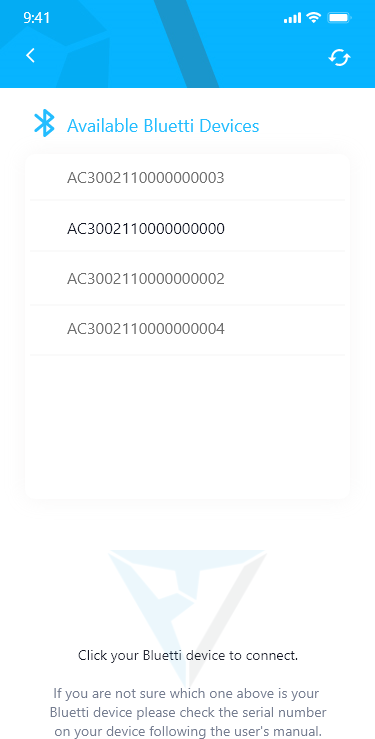 9:41
Available Bluetti Devices
AC3002110000000003
AC3002110000000000
AC3002110000000002
AC3002110000000004
Click your Bluetti device to connect.
If you are not sure which one above is your
Bluetti device please check the serial number
on your device following the user's manual.